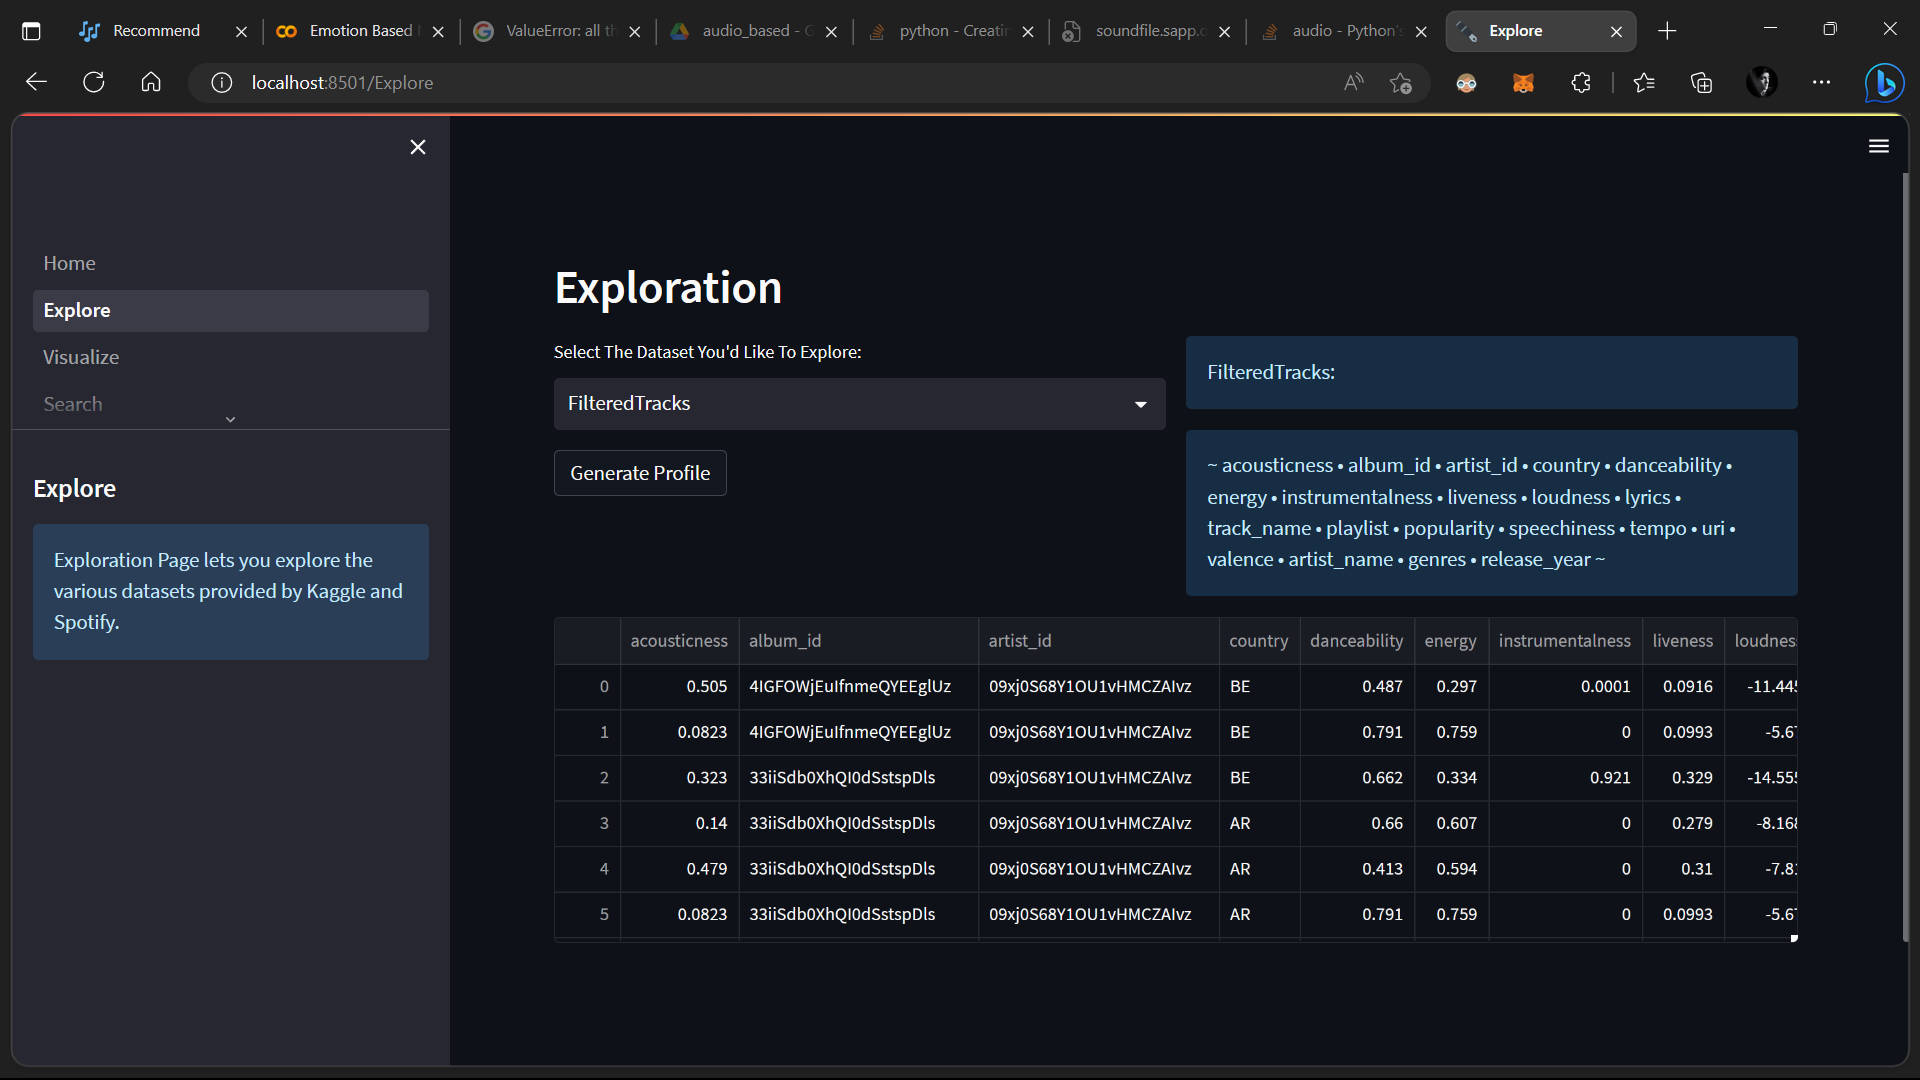 Recommend
Emotion Based
ValueError: all th
audio_based - G
python - Creatin
soundfile.sapp.o
audio - Python's
Explore
localhost:8501/Explore
Home
Explore
Visualize
Search
Explore
Exploration Page lets you explore the
various datasets provided by Kaggle and
Spotify.
Exploration
Select The Dataset You'd Like To Explore:
FilteredTracks
Generate Profile
FilteredTracks:
~ acousticness • album_id • artist_id • country • danceability •
energy • instrumentalness • liveness • loudness • lyrics •
track_name • playlist • popularity • speechiness • tempo • uri •
valence • artist_name • genres • release_year ~
acousticness album_id artist_id country danceability energy instrumentalness liveness loudnes
0 0.505 4IGFOWjEuIfnmeQYEEglUz 09xj0S68Y1OU1vHMCZAIvz BE 0.487 0.297 0.0001 0.0916 -11.445
1 0.0823 4IGFOWjEuIfnmeQYEEglUz 09xj0S68Y1OU1vHMCZAIvz BE 0.791 0.759 0 0.0993 -5.67
2 0.323 33iiSdb0XhQI0dSstspDls 09xj0S68Y1OU1vHMCZAIvz BE 0.662 0.334 0.921 0.329 -14.555
3 0.14 33iiSdb0XhQI0dSstspDls 09xj0S68Y1OU1vHMCZAIvz AR 0.66 0.607 0 0.279 -8.168
4 0.479 33iiSdb0XhQI0dSstspDls 09xj0S68Y1OU1vHMCZAIvz AR 0.413 0.594 0 0.31 -7.81
5 0.0823 33iiSdb0XhQI0dSstspDls 09xj0S68Y1OU1vHMCZAIvz AR 0.791 0.759 0 0.0993 -5.67